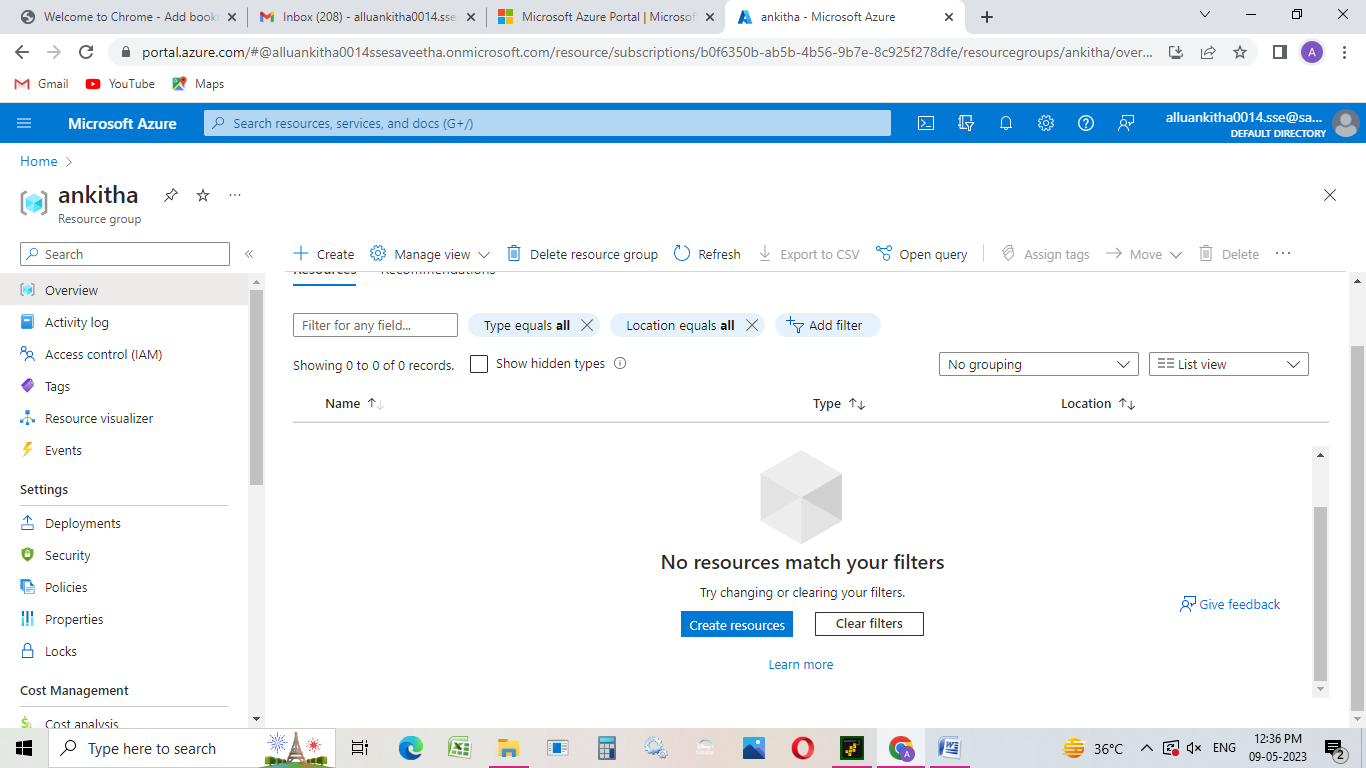 Welcome to Chrome - Add book
Inbox (208) - alluankitha0014.sse
Microsoft Azure Portal | Microsof
ankitha - Microsoft Azure
portal.azure.com/#@alluankitha0014ssesaveetha.onmicrosoft.com/resource/subscriptions/b0f6350b-ab5b-4b56-9b7e-8c925f278dfe/resourcegroups/ankitha/over...
A
Gmail
YouTube
Maps
Microsoft Azure
Search resources, services, and docs (G+/)
alluankitha0014.sse@sa...
DEFAULT DIRECTORY
Home
ankitha
Resource group
Search
Create
Manage view
Delete resource group
Refresh
Export to CSV
Open query
Assign tags
Move
Delete
Overview
Activity log
Access control (IAM)
Tags
Resource visualizer
Events
Settings
Deployments
Security
Policies
Properties
Locks
Cost Management
Cost analysis
Resources
Recommendations
Filter for any field...
Type equals all
Location equals all
Add filter
Showing 0 to 0 of 0 records.
Show hidden types
No grouping
List view
Name
Type
Location
No resources match your filters
Try changing or clearing your filters.
Create resources
Clear filters
Learn more
Give feedback
Type here to search
A
36°C
ENG
12:36 PM
09-05-2023
2